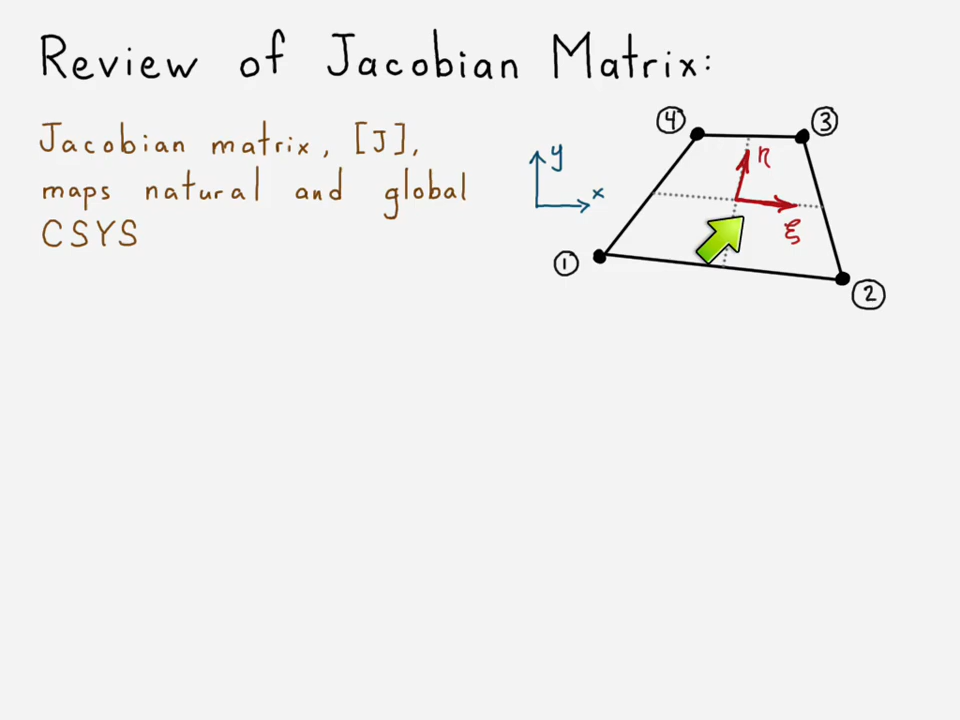 Review of Jacobian Matrix:
Jacobian matrix, [J],
maps natural and global
CSYS
y
x
④
③
η
ξ
①
②